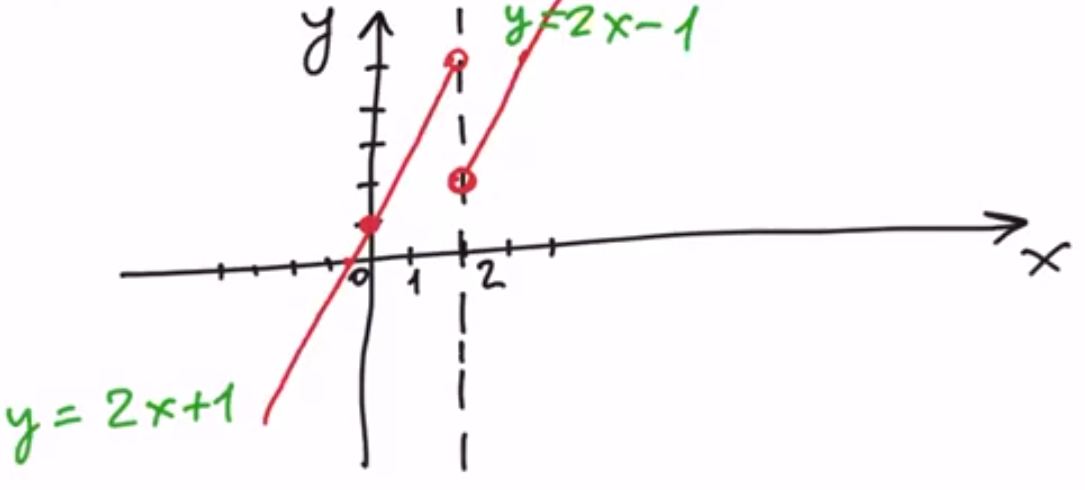 y
y=2x-1
x
0 1 2
y = 2x+1